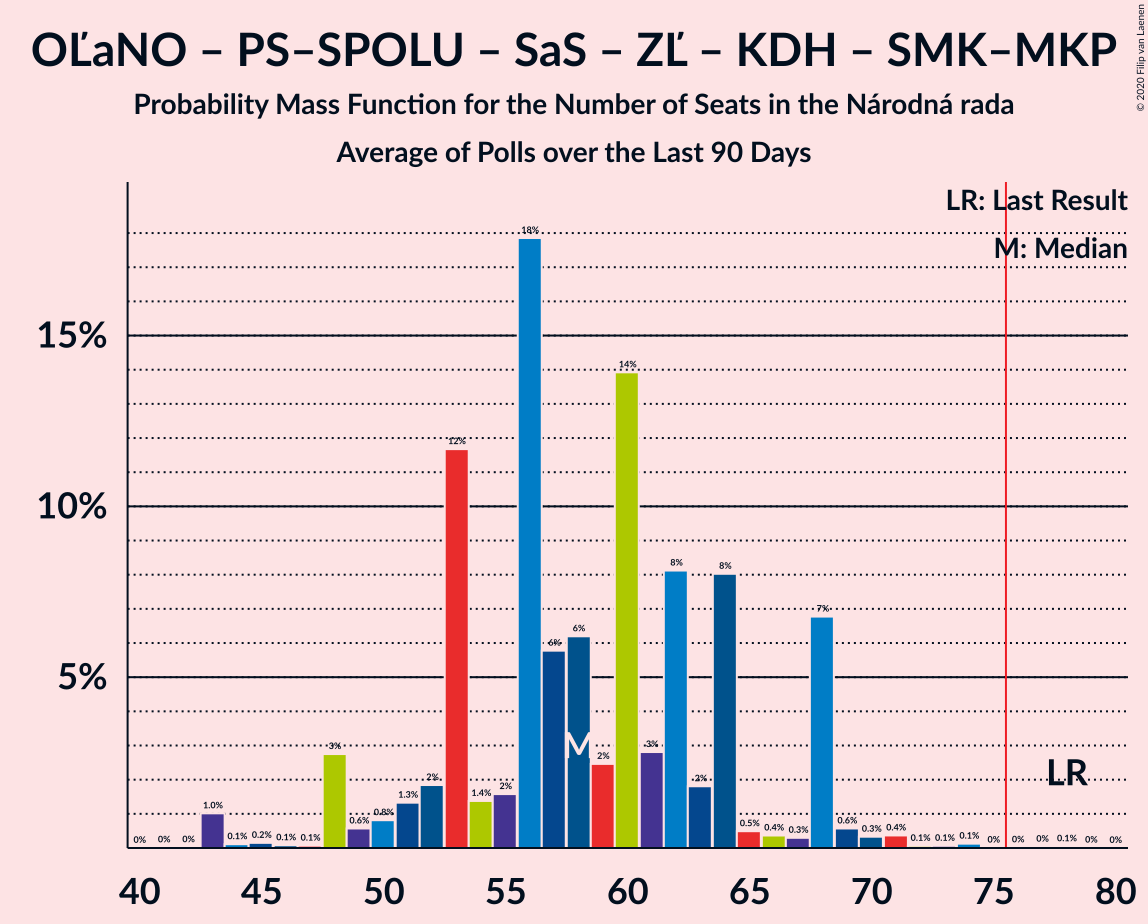 OĽaNO – PS–SPOLU – SaS – ZĽ – KDH – SMK–MKP
Probability Mass Function for the Number of Seats in the Národná rada
Average of Polls over the Last 90 Days
© 2020 Filip van Laenen
LR: Last Result
M: Median
15%
10%
5%
0% 0% 0% 1.0% 0.1% 0.2% 0.1% 0.1% 3% 0.6% 0.8% 1.3% 2% 12% 1.4% 2% 18% 6% 6% 2% 14% 3% 8% 2% 8% 0.5% 0.4% 0.3% 7% 0.6% 0.3% 0.4% 0.1% 0.1% 0.1% 0% 0% 0% 0.1% 0% 0%
M
LR
40 45 50 55 60 65 70 75 80